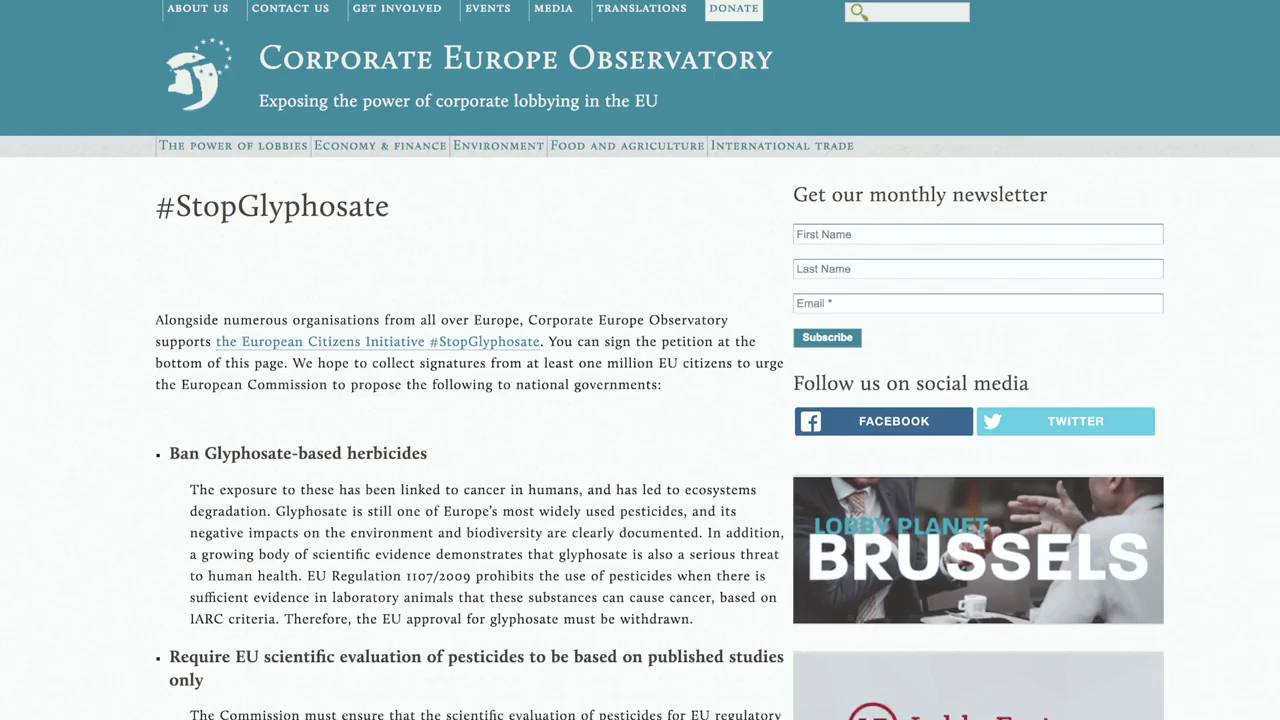 ABOUT US
CONTACT US
GET INVOLVED
EVENTS
MEDIA
TRANSLATIONS
DONATE
CORPORATE EUROPE OBSERVATORY
Exposing the power of corporate lobbying in the EU
THE POWER OF LOBBIES
ECONOMY & FINANCE
ENVIRONMENT
FOOD AND AGRICULTURE
INTERNATIONAL TRADE
#StopGlyphosate
Alongside numerous organisations from all over Europe, Corporate Europe Observatory
supports the European Citizens Initiative #StopGlyphosate. You can sign the petition at the
bottom of this page. We hope to collect signatures from at least one million EU citizens to urge
the European Commission to propose the following to national governments:
Ban Glyphosate-based herbicides
The exposure to these has been linked to cancer in humans, and has led to ecosystems
degradation. Glyphosate is still one of Europe's most widely used pesticides, and its
negative impacts on the environment and biodiversity are clearly documented. In addition,
a growing body of scientific evidence demonstrates that glyphosate is also a serious threat
to human health. EU Regulation 1107/2009 prohibits the use of pesticides when there is
sufficient evidence in laboratory animals that these substances can cause cancer, based on
IARC criteria. Therefore, the EU approval for glyphosate must be withdrawn.
Require EU scientific evaluation of pesticides to be based on published studies
only
The Commission must ensure that the scientific evaluation of pesticides for EU regulatory
Get our monthly newsletter
First Name
Last Name
Email *
Subscribe
Follow us on social media
FACEBOOK
TWITTER
LOBBY PLANET
BRUSSELS